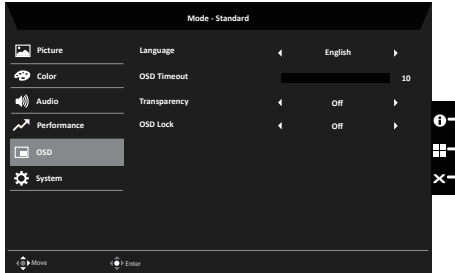 Mode - Standard
Picture
Language
English
Color
OSD Timeout
10
Audio
Transparency
Off
Performance
OSD Lock
Off
OSD
System
Move
Enter